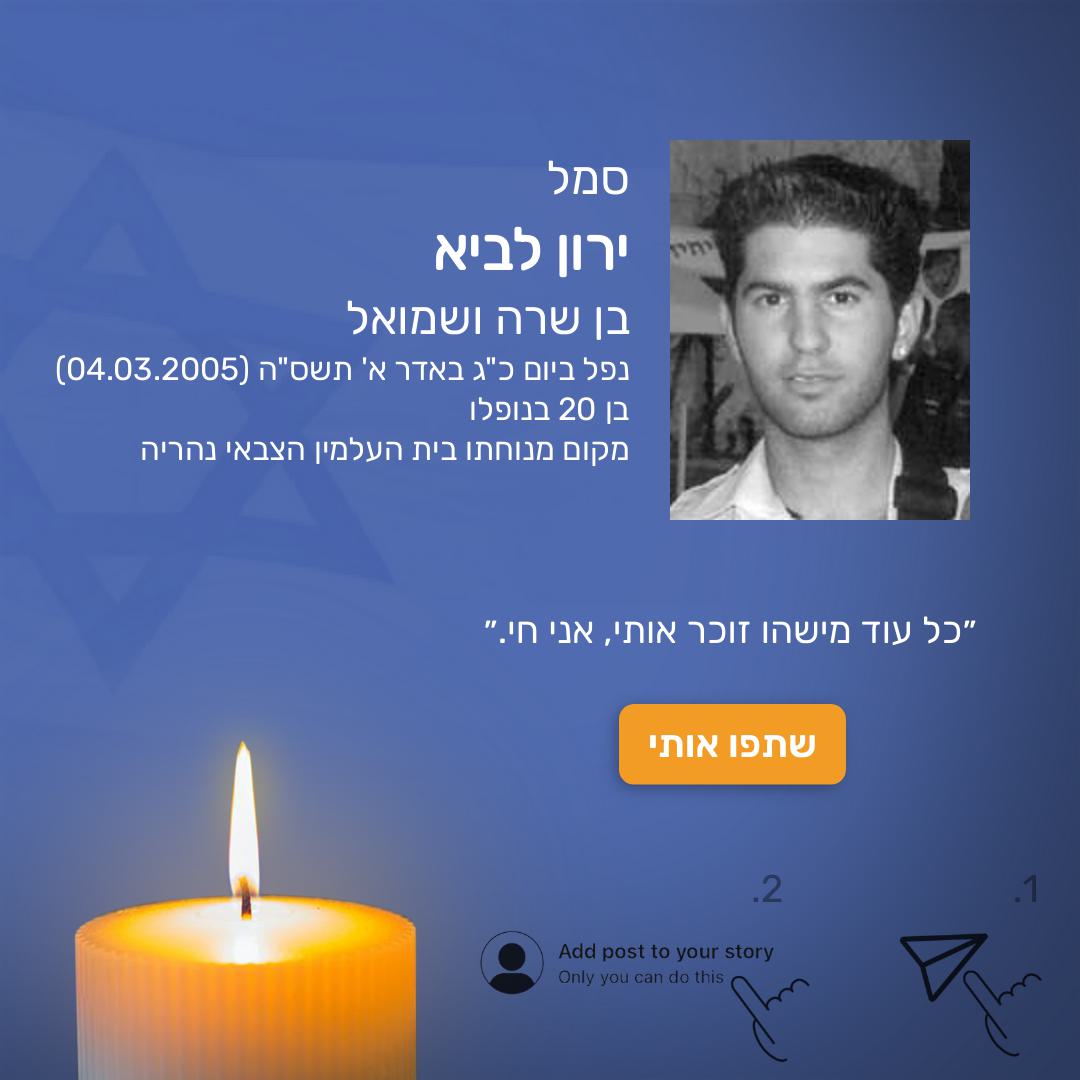 סמל
ירון לביא
בן שרה ושמואל
נפל ביום כ"ג באדר א' תשס"ה (04.03.2005)
בן 20 בנופלו
מקום מנוחתו בית העלמין הצבאי נהריה
״כל עוד מישהו זוכר אותי, אני חי.״
שתפו אותי
1.
2.
Add post to your story
Only you can do this